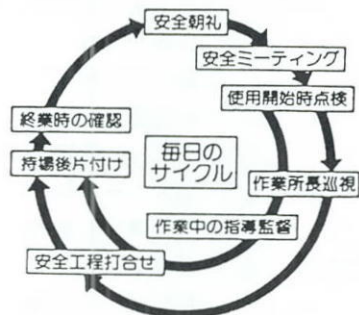 安全朝礼
安全ミーティング
使用開始時点検
作業所長巡視
作業中の指導監督
安全工程打合せ
持場後片付け
終業時の確認
毎日の
サイクル